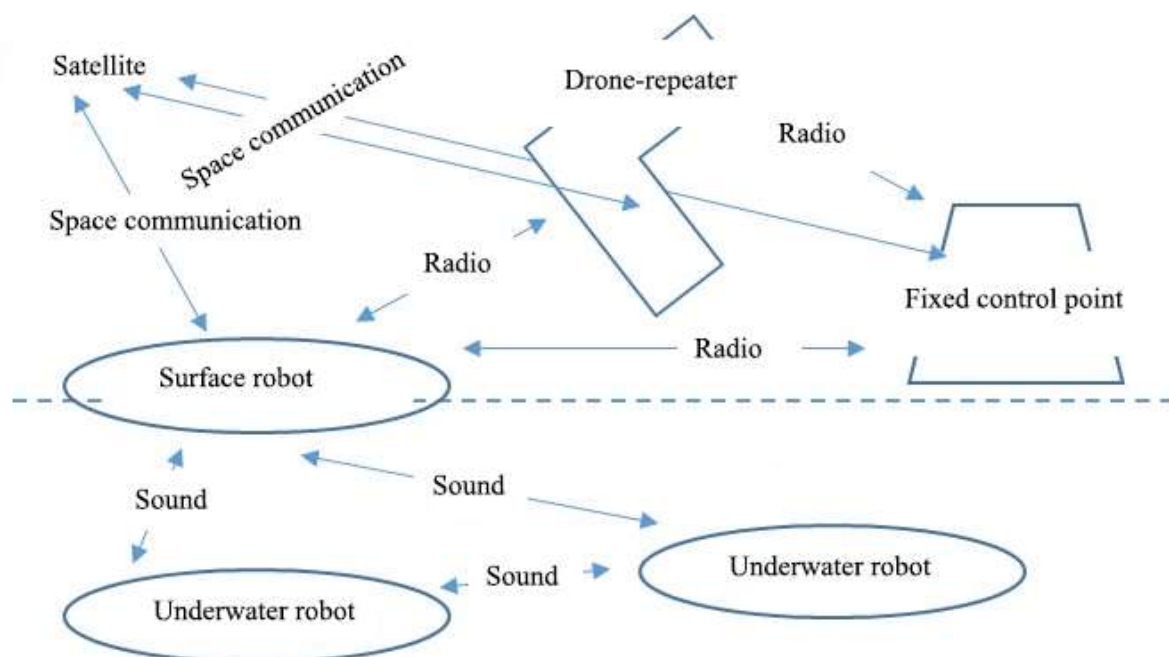 Satellite
Space communication
Drone-repeater
Radio
Space communication
Radio
Fixed control point
Radio
Surface robot
Sound
Sound
Sound
Underwater robot
Underwater robot